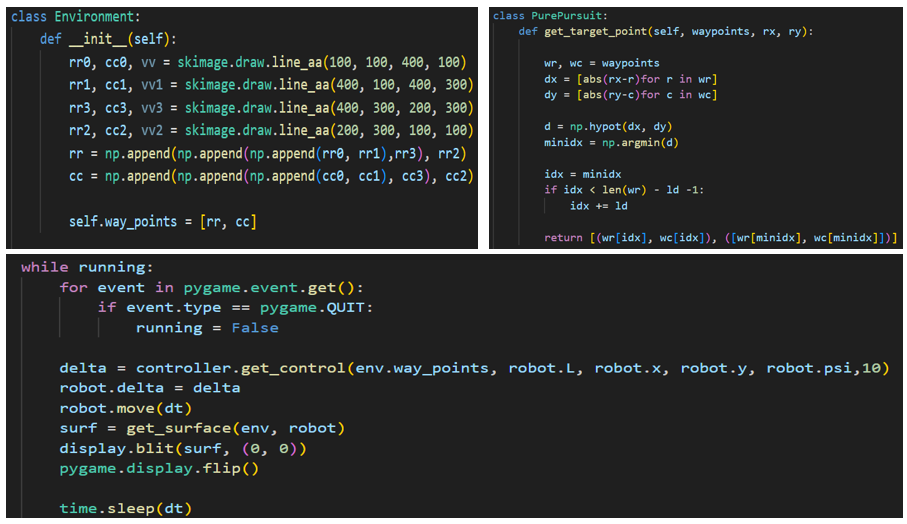 class Environment:
    def __init__(self):
        rr0, cc0, vv = skimage.draw.line_aa(100, 100, 400, 100)
        rr1, cc1, vv1 = skimage.draw.line_aa(400, 100, 400, 300)
        rr3, cc3, vv3 = skimage.draw.line_aa(400, 300, 200, 300)
        rr2, cc2, vv2 = skimage.draw.line_aa(200, 300, 100, 100)
        rr = np.append(np.append(np.append(rr0, rr1),rr3), rr2)
        cc = np.append(np.append(np.append(cc0, cc1), cc3), cc2)
        self.way_points = [rr, cc]
class PurePursuit:
    def get_target_point(self, waypoints, rx, ry):
        wr, wc = waypoints
        dx = [abs(rx-r)for r in wr]
        dy = [abs(ry-c)for c in wc]
        d = np.hypot(dx, dy)
        minidx = np.argmin(d)
        idx = minidx
        if idx < len(wr) - ld -1:
            idx += ld
        return [(wr[idx], wc[idx]), ([wr[minidx], wc[minidx]])]
while running:
    for event in pygame.event.get():
        if event.type == pygame.QUIT:
            running = False
    delta = controller.get_control(env.way_points, robot.L, robot.x, robot.y, robot.psi,10)
    robot.delta = delta
    robot.move(dt)
    surf = get_surface(env, robot)
    display.blit(surf, (0, 0))
    pygame.display.flip()
    time.sleep(dt)